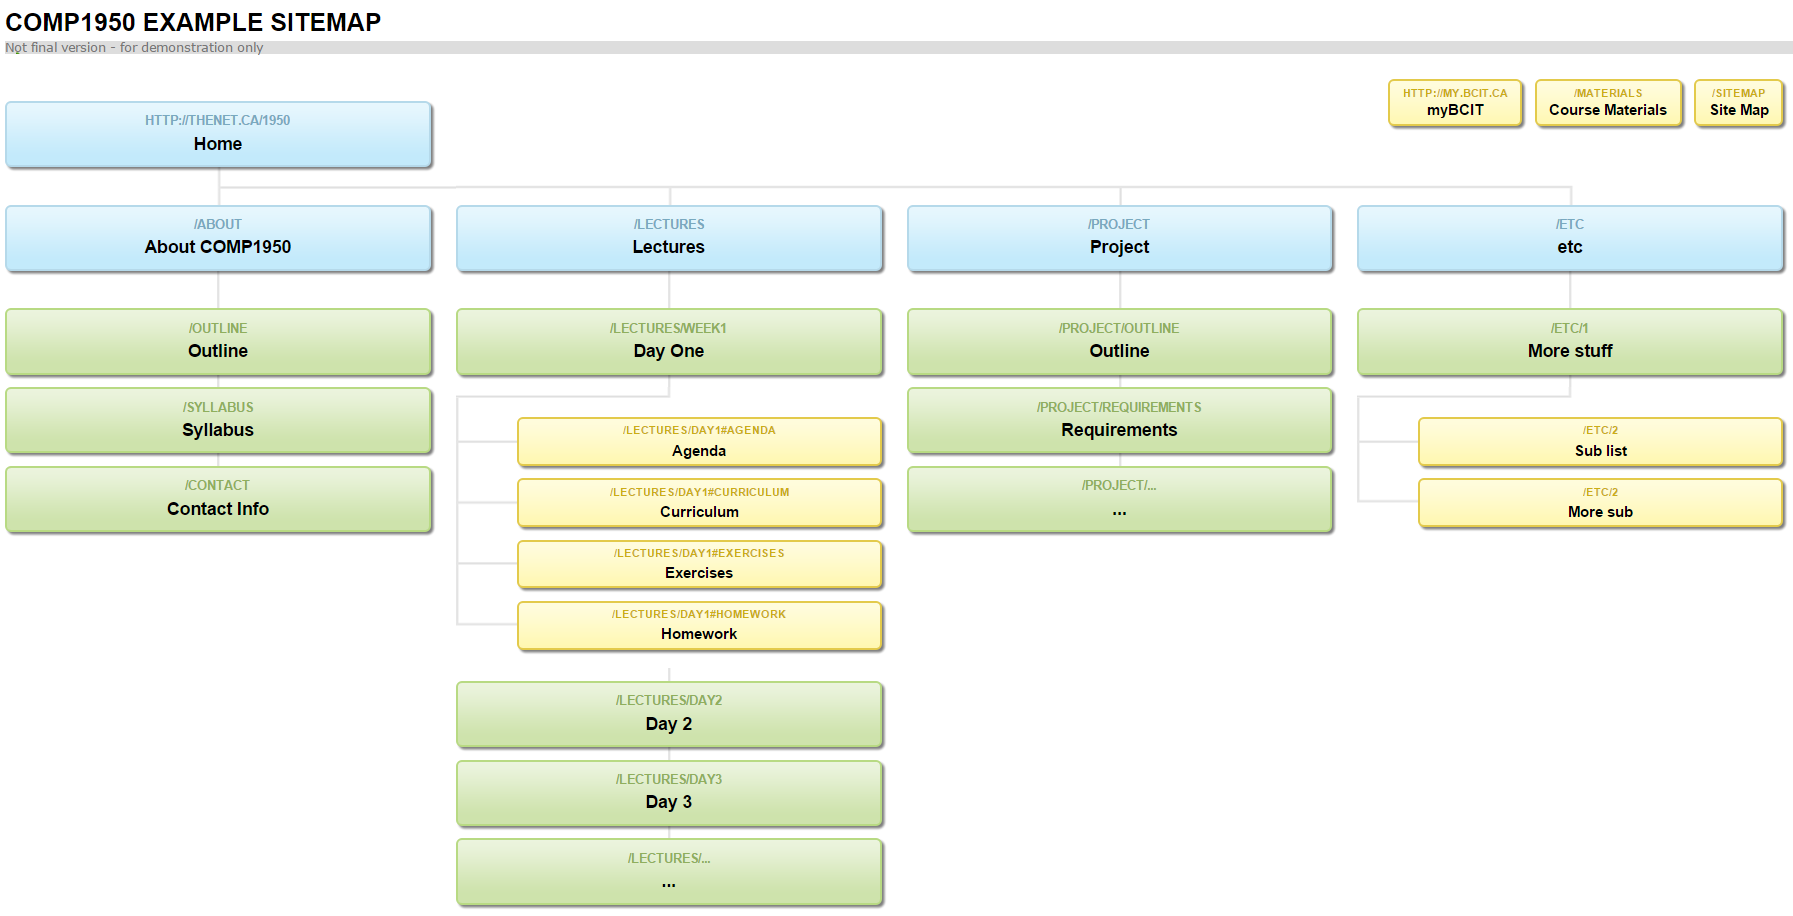 COMP1950 EXAMPLE SITEMAP
Not final version - for demonstration only
HTTP://MY.BCIT.CA
myBCIT
/MATERIALS
Course Materials
/SITEMAP
Site Map
HTTP://THENET.CA/1950
Home
/ABOUT
About COMP1950
/OUTLINE
Outline
/SYLLABUS
Syllabus
/CONTACT
Contact Info
/LECTURES
Lectures
/LECTURES/WEEK1
Day One
/LECTURES/DAY1#AGENDA
Agenda
/LECTURES/DAY1#CURRICULUM
Curriculum
/LECTURES/DAY1#EXERCISES
Exercises
/LECTURES/DAY1#HOMEWORK
Homework
/LECTURES/DAY2
Day 2
/LECTURES/DAY3
Day 3
/LECTURES/...
...
/PROJECT
Project
/PROJECT/OUTLINE
Outline
/PROJECT/REQUIREMENTS
Requirements
/PROJECT/...
...
/ETC
etc
/ETC/1
More stuff
/ETC/2
Sub list
/ETC/2
More sub